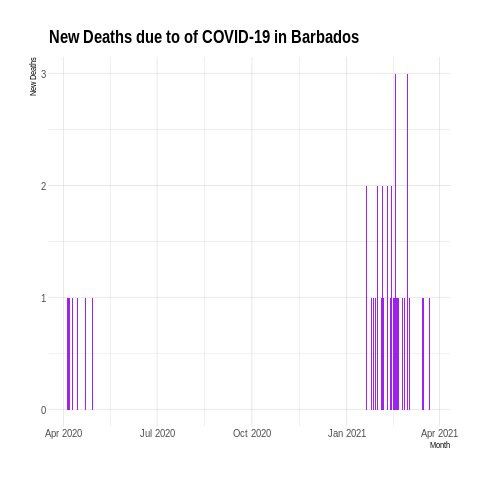 New Deaths due to of COVID-19 in Barbados
New Deaths
3
2
1
0
Apr 2020 Jul 2020 Oct 2020 Jan 2021 Apr 2021
Month